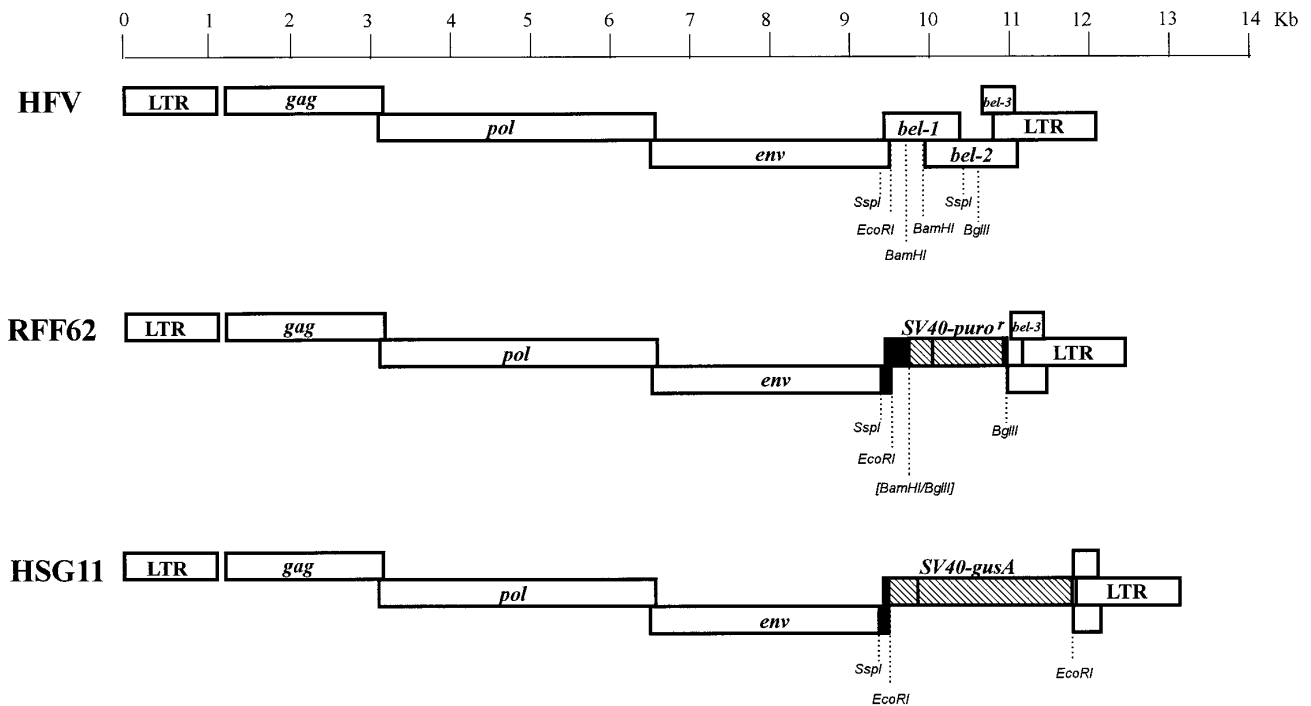 0 1 2 3 4 5 6 7 8 9 10 11 12 13 14 Kb
HFV
LTR gag bel-3
pol bel-1 LTR
env bel-2
SspI SspI
EcoRI BamHI BglII
BamHI
RFF62
LTR gag SV40-puro r bel-3
pol LTR
env
SspI BglII
EcoRI
[BamHI/BglII]
HSG11
LTR gag SV40-gusA
pol LTR
env
SspI EcoRI
EcoRI